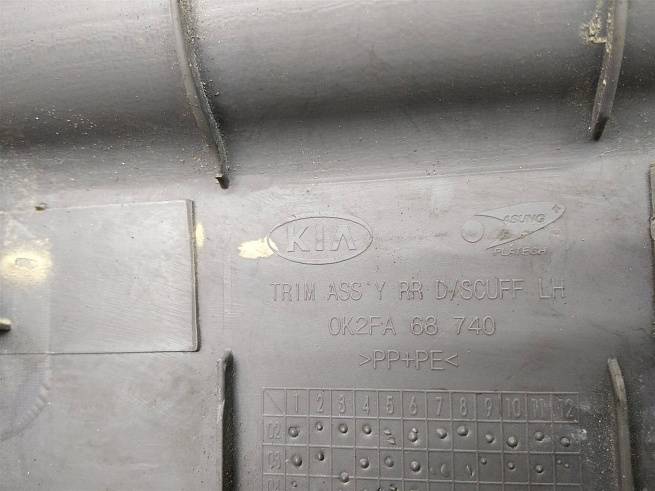 KIA
ASUNG
PLATECH
TRIM ASS'Y RR D/SCUFF LH
0K2FA 68 740
>PP+PE<
1 2 3 4 5 6 7 8 9 10 11 12
02
03
04